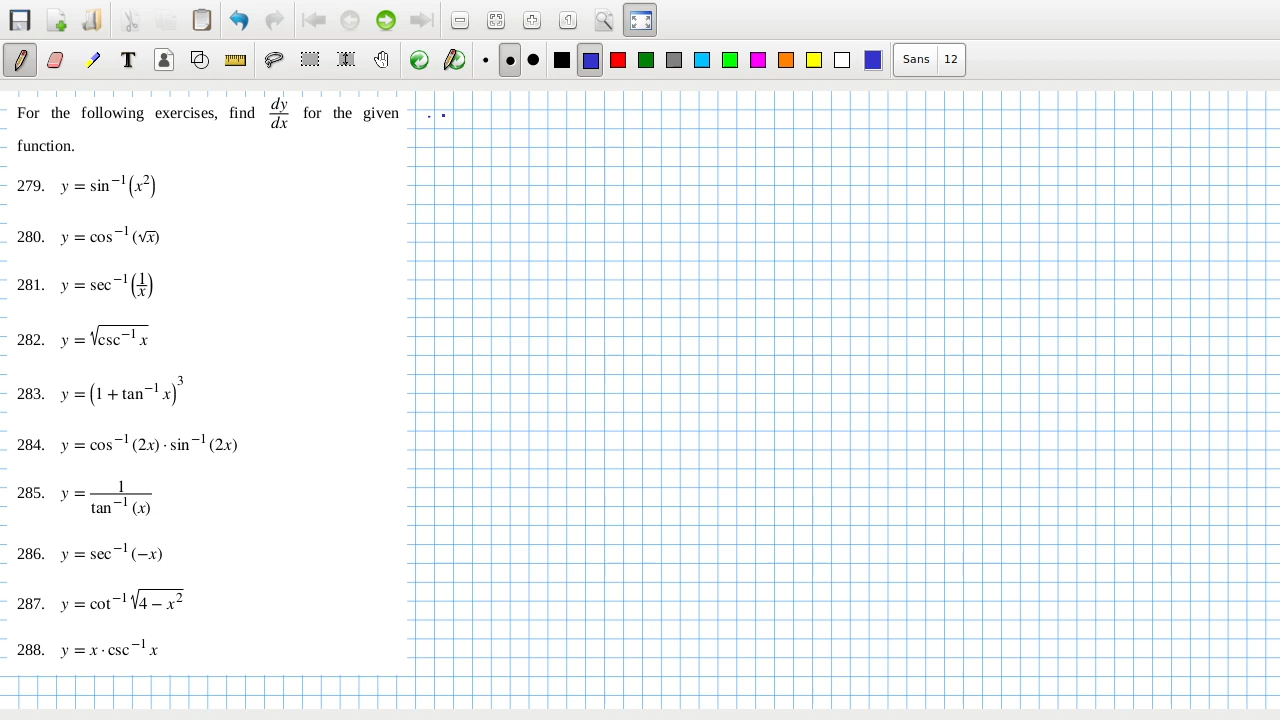 Sans 12
For the following exercises, find dy/dx for the given
function.
279. y = sin⁻¹(x²)
280. y = cos⁻¹(√x)
281. y = sec⁻¹(1/x)
282. y = √(csc⁻¹ x)
283. y = (1 + tan⁻¹ x)³
284. y = cos⁻¹(2x) · sin⁻¹(2x)
285. y = 1/tan⁻¹(x)
286. y = sec⁻¹(−x)
287. y = cot⁻¹√(4 − x²)
288. y = x · csc⁻¹ x